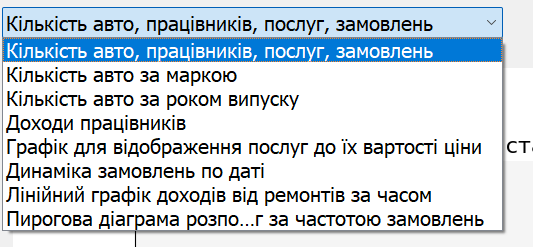 Кількість авто, працівників, послуг, замовлень
Кількість авто, працівників, послуг, замовлень
Кількість авто за маркою
Кількість авто за роком випуску
Доходи працівників
Графік для відображення послуг до їх вартості ціни
ста
Динаміка замовлень по даті
Лінійний графік доходів від ремонтів за часом
Пирогова діаграма розпо...г за частотою замовлень